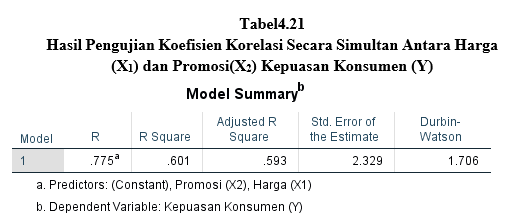 Tabel4.21
Hasil Pengujian Koefisien Korelasi Secara Simultan Antara Harga
(X₁) dan Promosi(X₂) Kepuasan Konsumen (Y)
Model Summaryᵇ
Model R R Square Adjusted R Square Std. Error of the Estimate Durbin-Watson
1 .775ᵃ .601 .593 2.329 1.706
a. Predictors: (Constant), Promosi (X2), Harga (X1)
b. Dependent Variable: Kepuasan Konsumen (Y)